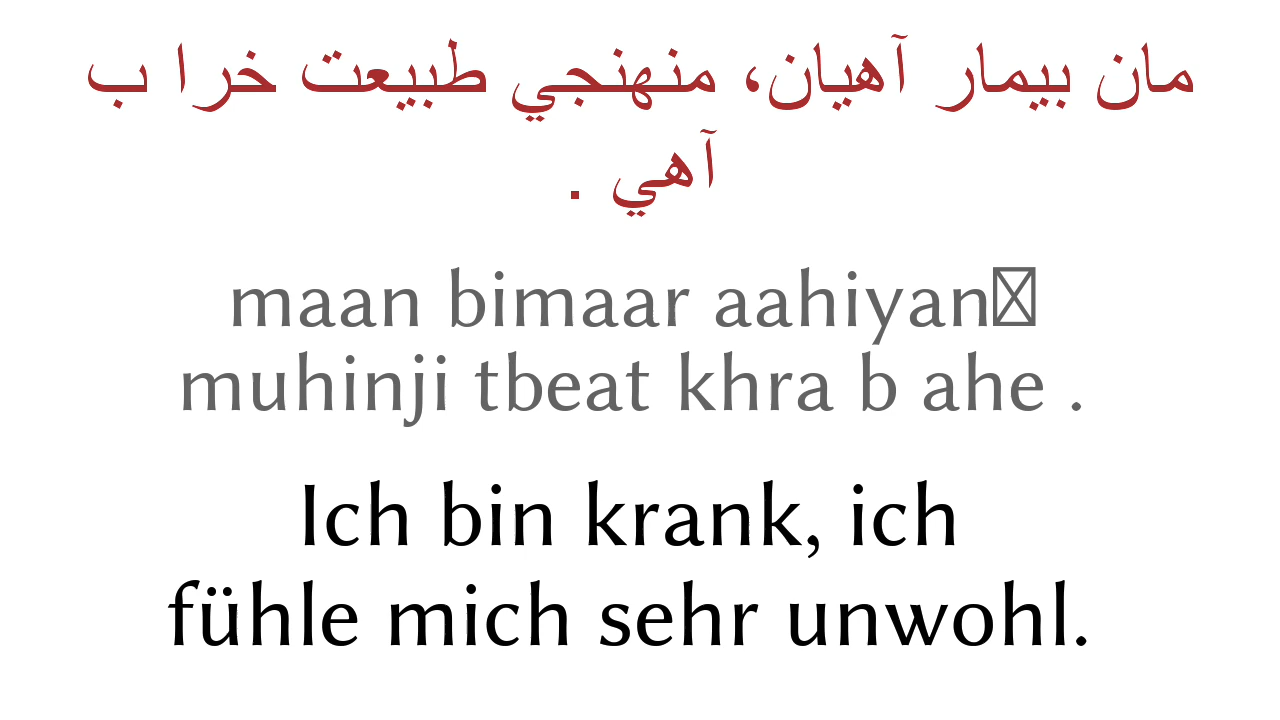 مان بيمار آهيان، منهنجي طبيعت خرا ب
آهي .
maan bimaar aahiyan
muhinji tbeat khra b ahe .
Ich bin krank, ich
fühle mich sehr unwohl.